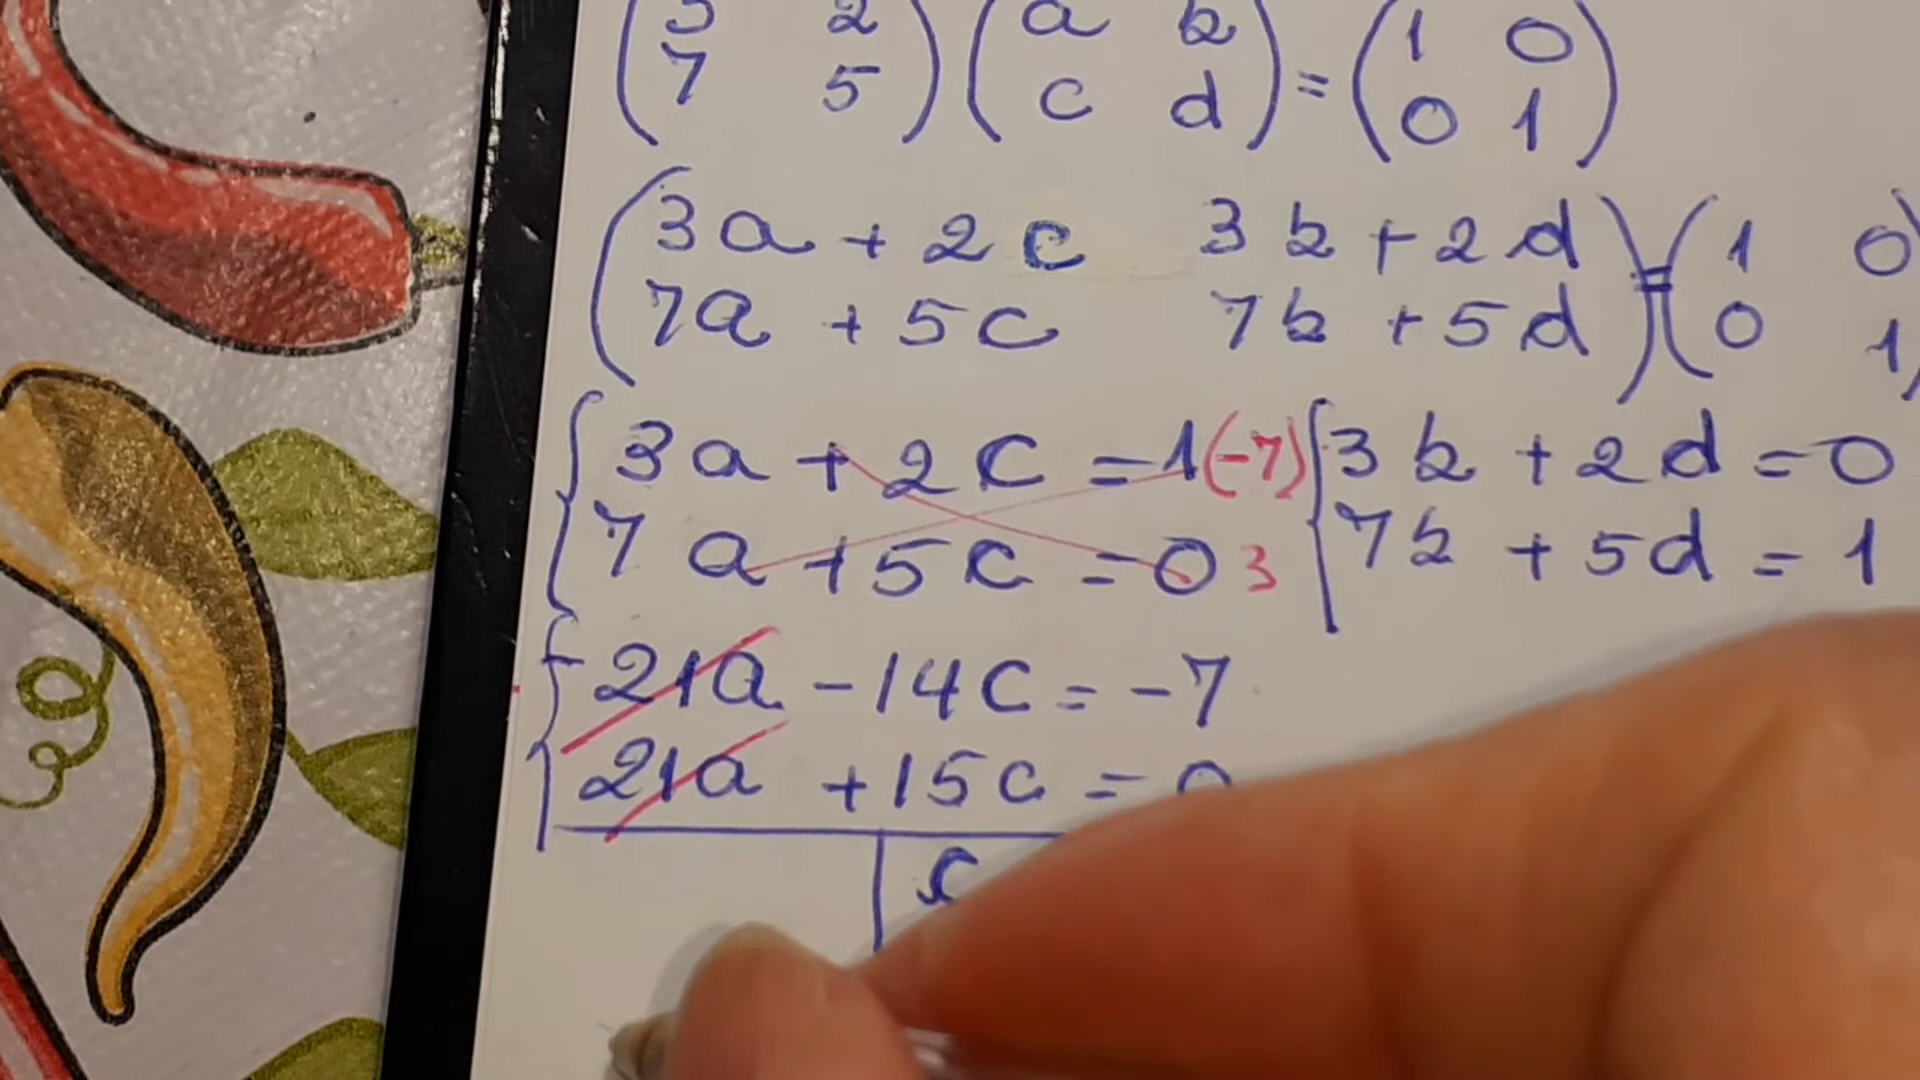 (3 2) (a b) = (1 0)
(7 5) (c d) (0 1)
(3a + 2c 3b + 2d) = (1 0)
(7a + 5c 7b + 5d) (0 1)
{3a + 2c = 1 (-7) {3b + 2d = 0
7a + 5c = 0 3 7b + 5d = 1
{-21a - 14c = -7
21a + 15c = 0
c